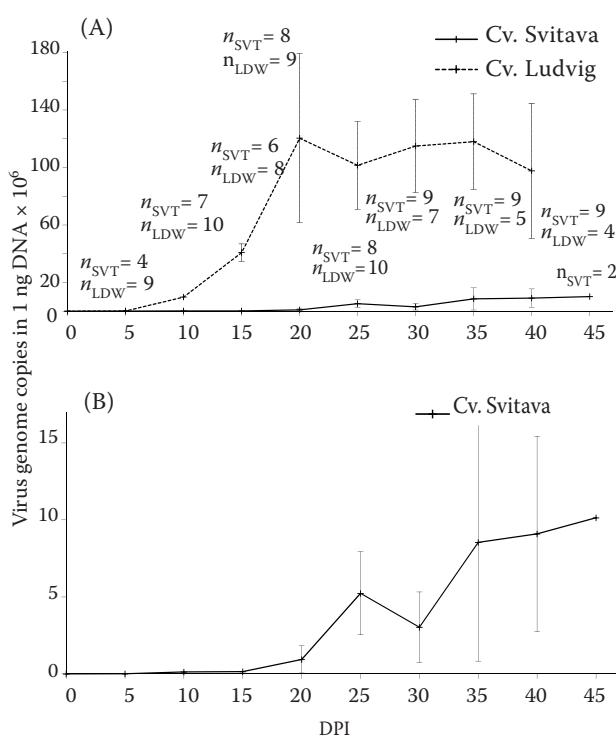 Virus genome copies in 1 ng DNA × 10⁶
(A)
Cv. Svitava
Cv. Ludvig
180
140
100
60
20
0
n_SVT = 8
n_LDW = 9
n_SVT = 6
n_LDW = 8
n_SVT = 7
n_LDW = 10
n_SVT = 9
n_LDW = 7
n_SVT = 9
n_LDW = 5
n_SVT = 9
n_LDW = 4
n_SVT = 4
n_LDW = 9
n_SVT = 8
n_LDW = 10
n_SVT = 2
0 5 10 15 20 25 30 35 40 45
(B)
Cv. Svitava
15
10
5
0
0 5 10 15 20 25 30 35 40 45
DPI